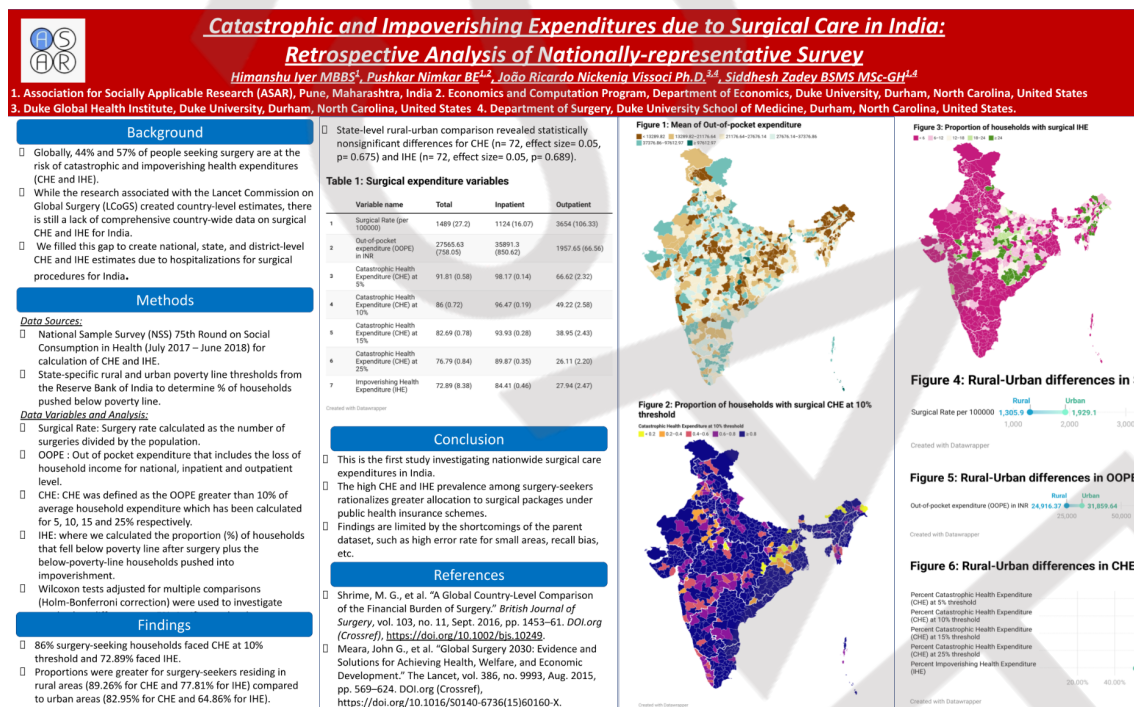 A S
A R
Catastrophic and Impoverishing Expenditures due to Surgical Care in India:
Retrospective Analysis of Nationally-representative Survey
Himanshu Iyer MBBS1, Pushkar Nimkar BE1,2, João Ricardo Nickenig Vissoci Ph.D.3,4, Siddhesh Zadey BSMS MSc-GH1,4
1. Association for Socially Applicable Research (ASAR), Pune, Maharashtra, India 2. Economics and Computation Program, Department of Economics, Duke University, Durham, North Carolina, United States
3. Duke Global Health Institute, Duke University, Durham, North Carolina, United States 4. Department of Surgery, Duke University School of Medicine, Durham, North Carolina, United States.
Background
Globally, 44% and 57% of people seeking surgery are at the
risk of catastrophic and impoverishing health expenditures
(CHE and IHE).
While the research associated with the Lancet Commission on
Global Surgery (LCoGS) created country-level estimates, there
is still a lack of comprehensive country-wide data on surgical
CHE and IHE for India.
We filled this gap to create national, state, and district-level
CHE and IHE estimates due to hospitalizations for surgical
procedures for India.
Methods
Data Sources:
National Sample Survey (NSS) 75th Round on Social
Consumption in Health (July 2017 – June 2018) for
calculation of CHE and IHE.
State-specific rural and urban poverty line thresholds from
the Reserve Bank of India to determine % of households
pushed below poverty line.
Data Variables and Analysis:
Surgical Rate: Surgery rate calculated as the number of
surgeries divided by the population.
OOPE : Out of pocket expenditure that includes the loss of
household income for national, inpatient and outpatient
level.
CHE: CHE was defined as the OOPE greater than 10% of
average household expenditure which has been calculated
for 5, 10, 15 and 25% respectively.
IHE: where we calculated the proportion (%) of households
that fell below poverty line after surgery plus the
below-poverty-line households pushed into
impoverishment.
Wilcoxon tests adjusted for multiple comparisons
(Holm-Bonferroni correction) were used to investigate
Findings
86% surgery-seeking households faced CHE at 10%
threshold and 72.89% faced IHE.
Proportions were greater for surgery-seekers residing in
rural areas (89.26% for CHE and 77.81% for IHE) compared
to urban areas (82.95% for CHE and 64.86% for IHE).
State-level rural-urban comparison revealed statistically
nonsignificant differences for CHE (n= 72, effect size= 0.05,
p= 0.675) and IHE (n= 72, effect size= 0.05, p= 0.689).
Table 1: Surgical expenditure variables
Variable name Total Inpatient Outpatient
1 Surgical Rate (per 100000) 1489 (27.2) 1124 (16.07) 3654 (106.33)
2 Out-of-pocket expenditure (OOPE) in INR 27565.63 (758.05) 35891.3 (850.62) 1957.65 (66.56)
3 Catastrophic Health Expenditure (CHE) at 5% 91.81 (0.58) 98.17 (0.14) 66.62 (2.32)
4 Catastrophic Health Expenditure (CHE) at 10% 86 (0.72) 96.47 (0.19) 49.22 (2.58)
5 Catastrophic Health Expenditure (CHE) at 15% 82.69 (0.78) 93.93 (0.28) 38.95 (2.43)
6 Catastrophic Health Expenditure (CHE) at 25% 76.79 (0.84) 89.87 (0.35) 26.11 (2.20)
7 Impoverishing Health Expenditure (IHE) 72.89 (8.38) 84.41 (0.46) 27.94 (2.47)
Created with Datawrapper
Conclusion
This is the first study investigating nationwide surgical care
expenditures in India.
The high CHE and IHE prevalence among surgery-seekers
rationalizes greater allocation to surgical packages under
public health insurance schemes.
Findings are limited by the shortcomings of the parent
dataset, such as high error rate for small areas, recall bias,
etc.
References
Shrime, M. G., et al. “A Global Country-Level Comparison
of the Financial Burden of Surgery.” British Journal of
Surgery, vol. 103, no. 11, Sept. 2016, pp. 1453–61. DOI.org
(Crossref), https://doi.org/10.1002/bjs.10249.
Meara, John G., et al. “Global Surgery 2030: Evidence and
Solutions for Achieving Health, Welfare, and Economic
Development.” The Lancet, vol. 386, no. 9993, Aug. 2015,
pp. 569–624. DOI.org (Crossref),
https://doi.org/10.1016/S0140-6736(15)60160-X.
Figure 1: Mean of Out-of-pocket expenditure
Figure 2: Proportion of households with surgical CHE at 10%
threshold
Catastrophic Health Expenditure at 10% threshold
< 0.2 0.2–0.4 0.4–0.6 0.6–0.8 ≥ 0.8
Created with Datawrapper
Figure 3: Proportion of households with surgical IHE
Figure 4: Rural-Urban differences in
Rural Urban
Surgical Rate per 100000 1,305.9 1,929.1
1,000 2,000 3,000
Created with Datawrapper
Figure 5: Rural-Urban differences in OOPE
Rural Urban
Out-of-pocket expenditure (OOPE) in INR 24,916.37 31,859.64
25,000 50,000
Created with Datawrapper
Figure 6: Rural-Urban differences in CHE
Percent Catastrophic Health Expenditure
(CHE) at 5% threshold
Percent Catastrophic Health Expenditure
(CHE) at 10% threshold
Percent Catastrophic Health Expenditure
(CHE) at 15% threshold
Percent Catastrophic Health Expenditure
(CHE) at 25% threshold
Percent Impoverishing Health Expenditure
(IHE)
20.00% 40.00%
Created with Datawrapper